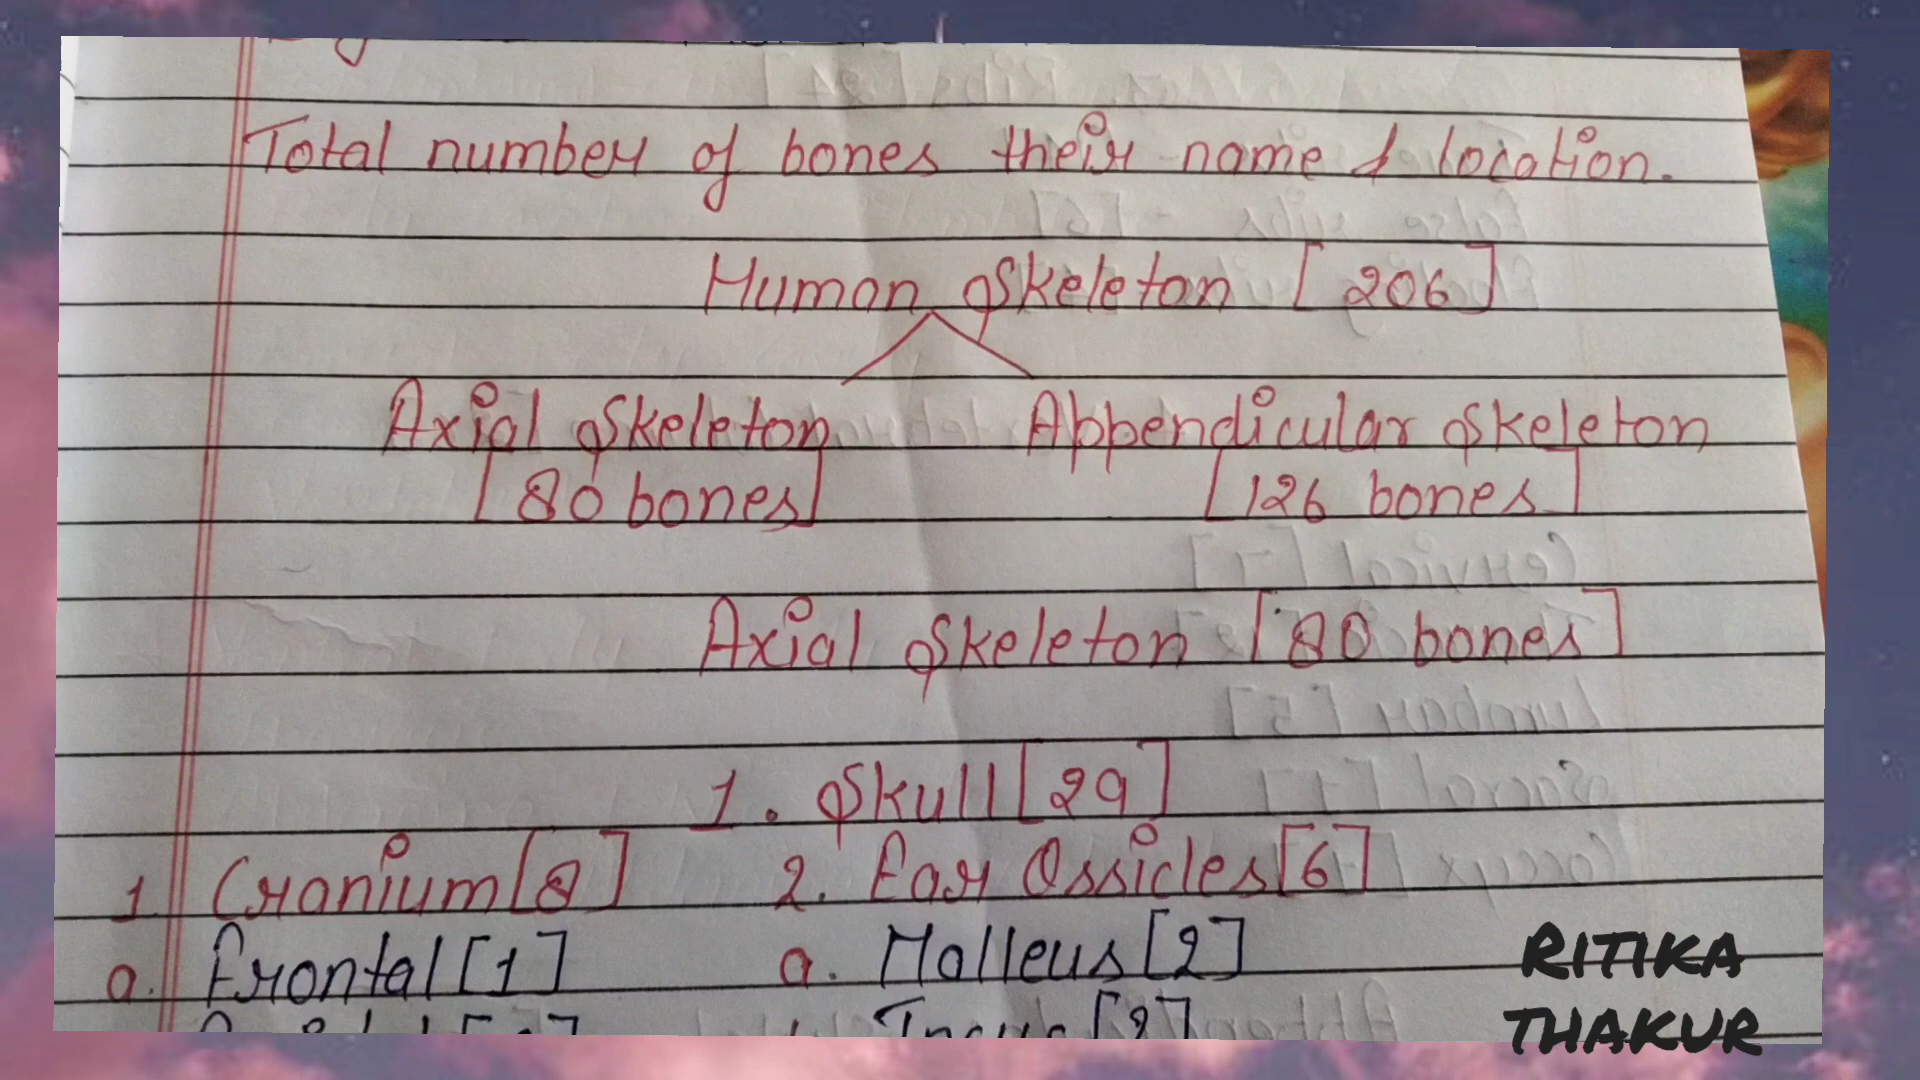 Total number of bones their name & location.
Human Skeleton [206]
Axial Skeleton Appendicular Skeleton
[80 bones] [126 bones]
Axial Skeleton [80 bones]
1. Skull [29]
1. Cranium [8] 2. Ear Ossicles [6]
a. Frontal [1] a. Malleus [2]
Incus [2]
RITIKA
THAKUR